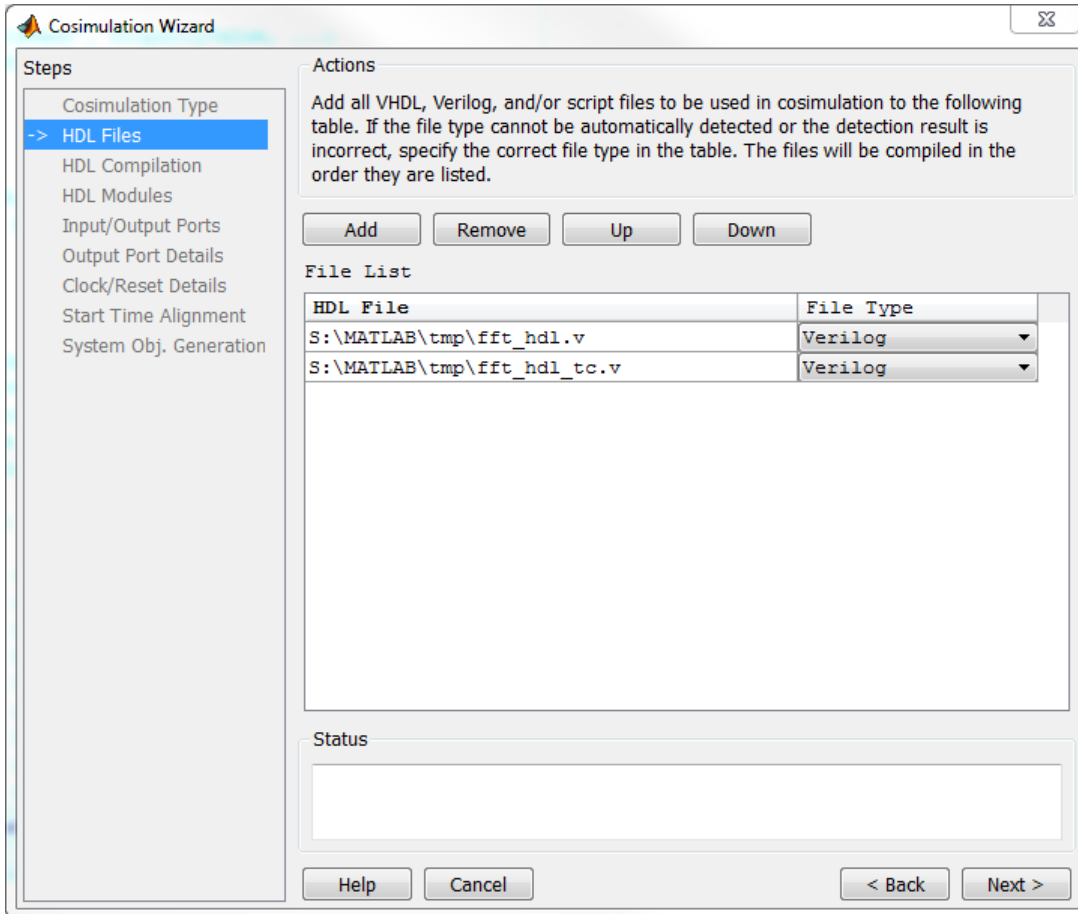 Cosimulation Wizard
Steps
Cosimulation Type
-> HDL Files
HDL Compilation
HDL Modules
Input/Output Ports
Output Port Details
Clock/Reset Details
Start Time Alignment
System Obj. Generation
Actions
Add all VHDL, Verilog, and/or script files to be used in cosimulation to the following
table. If the file type cannot be automatically detected or the detection result is
incorrect, specify the correct file type in the table. The files will be compiled in the
order they are listed.
Add Remove Up Down
File List
HDL File File Type
S:\MATLAB\tmp\fft_hdl.v Verilog
S:\MATLAB\tmp\fft_hdl_tc.v Verilog
Status
Help Cancel < Back Next >